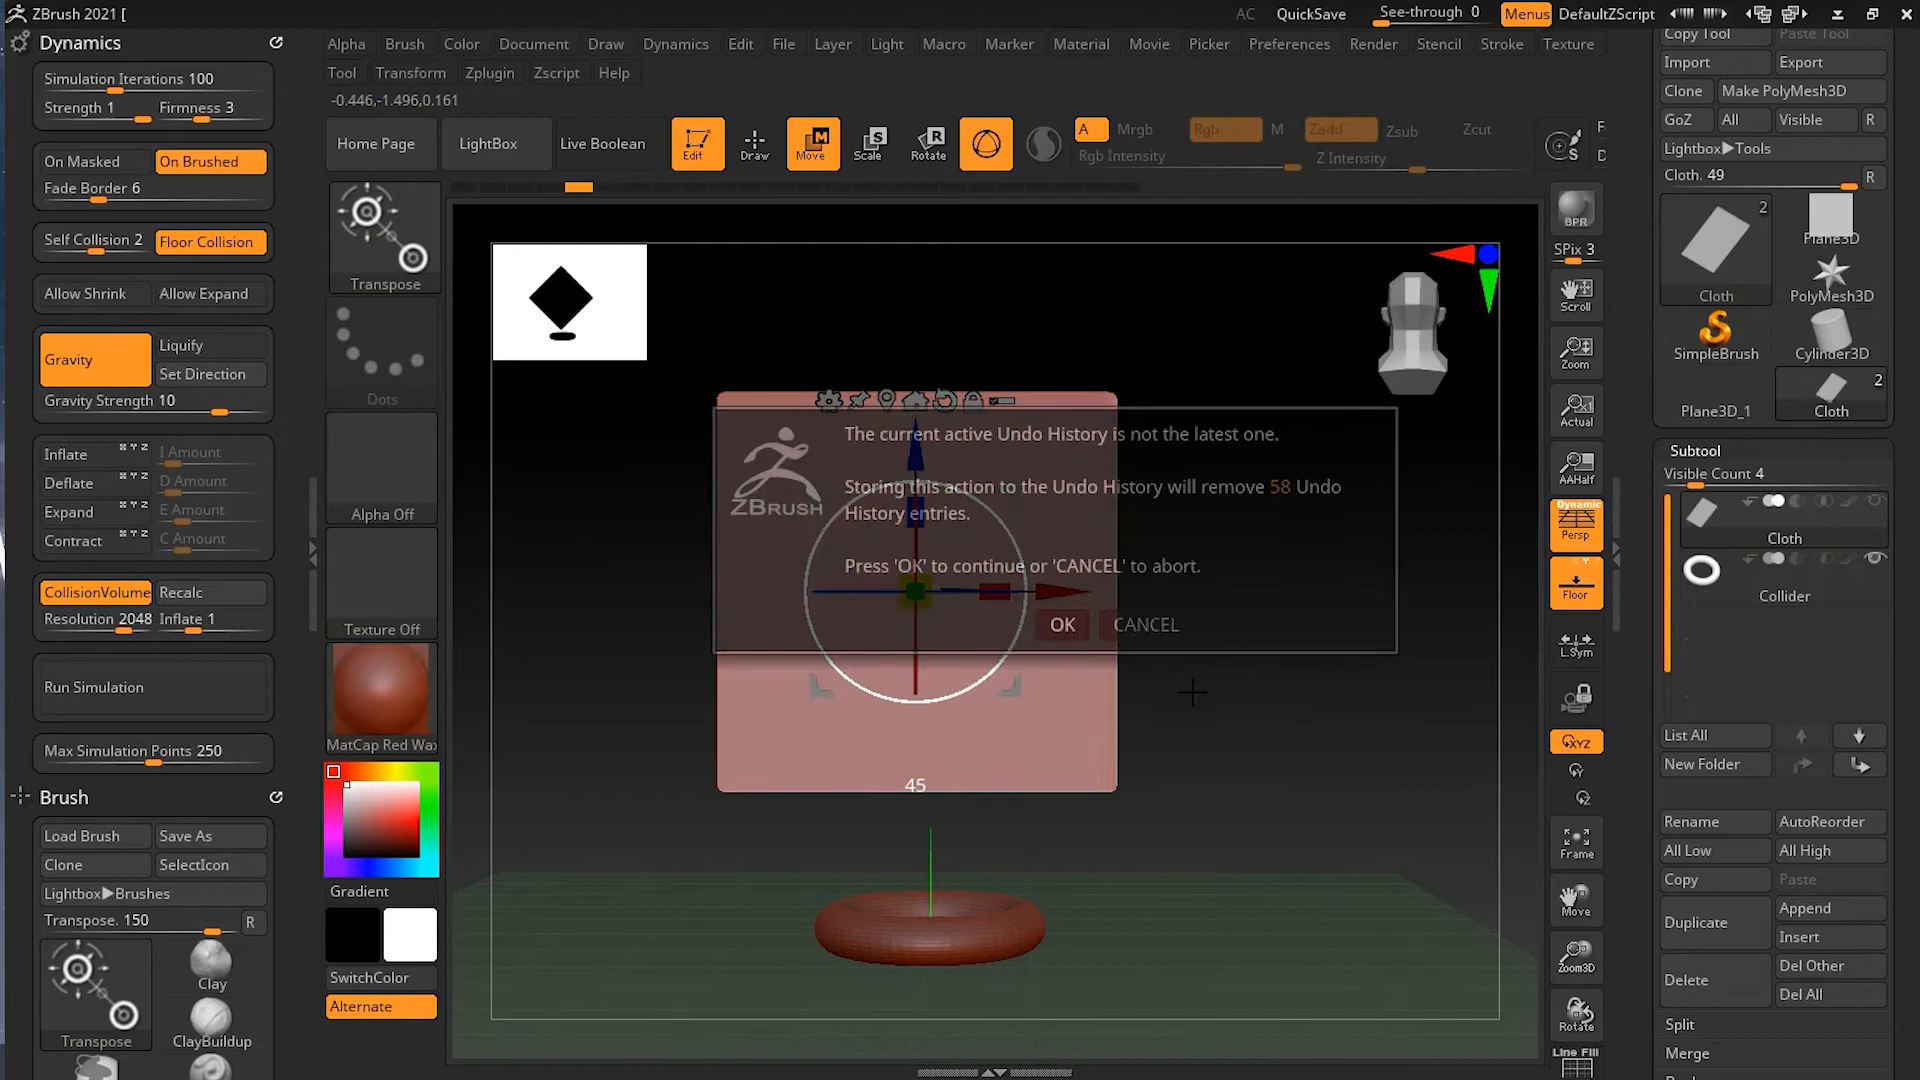 ZBrush 2021 [
AC
QuickSave
See-through 0
Menus
DefaultZScript
Dynamics
Simulation Iterations 100
Strength 1
Firmness 3
On Masked
On Brushed
Fade Border 6
Self Collision 2
Floor Collision
Allow Shrink
Allow Expand
Gravity
Liquify
Set Direction
Gravity Strength 10
Inflate
X Y Z
I Amount
Deflate
X Y Z
D Amount
Expand
X Y Z
E Amount
Contract
X Y Z
C Amount
CollisionVolume
Recalc
Resolution 2048
Inflate 1
Run Simulation
Max Simulation Points 250
Brush
Load Brush
Save As
Clone
SelectIcon
Lightbox▶Brushes
Transpose. 150
R
Transpose
Clay
ClayBuildup
Alpha Brush Color Document Draw Dynamics Edit File Layer Light Macro Marker Material Movie Picker Preferences Render Stencil Stroke Texture
Tool Transform Zplugin Zscript Help
-0.446,-1.496,0.161
Home Page
LightBox
Live Boolean
Edit
Draw
Move
Scale
Rotate
A
Mrgb
Rgb
M
Zadd
Zsub
Zcut
Rgb Intensity
Z Intensity
S
F
D
Transpose
Dots
Alpha Off
Texture Off
MatCap Red Wax
Gradient
SwitchColor
Alternate
The current active Undo History is not the latest one.
Storing this action to the Undo History will remove 58 Undo
History entries.
Press 'OK' to continue or 'CANCEL' to abort.
ZBRUSH
OK
CANCEL
45
BPR
SPix 3
Scroll
Zoom
Actual
AAHalf
Dynamic
Persp
Floor
L.Sym
XYZ
Frame
Move
Zoom3D
Rotate
Line Fill
Copy Tool
Paste Tool
Import
Export
Clone
Make PolyMesh3D
GoZ
All
Visible
R
Lightbox▶Tools
Cloth. 49
R
2
Cloth
Plane3D
PolyMesh3D
SimpleBrush
Cylinder3D
Plane3D_1
2
Cloth
Subtool
Visible Count 4
Cloth
Collider
List All
New Folder
Rename
AutoReorder
All Low
All High
Copy
Paste
Duplicate
Append
Insert
Delete
Del Other
Del All
Split
Merge